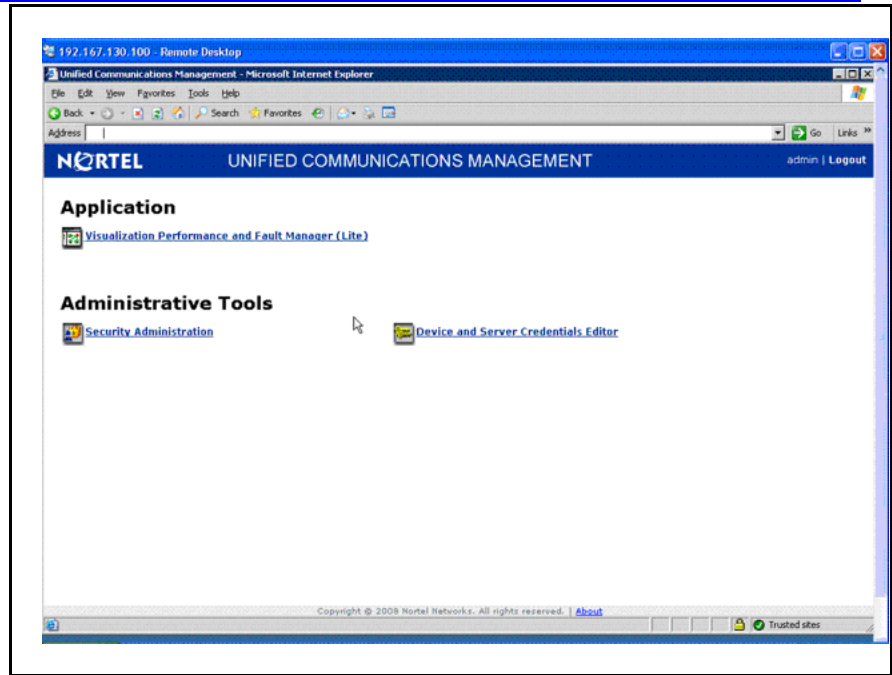 192.167.130.100 - Remote Desktop
Unified Communications Management - Microsoft Internet Explorer
File Edit View Favorites Tools Help
Back Search Favorites
Address Go Links »
NORTEL UNIFIED COMMUNICATIONS MANAGEMENT admin | Logout
Application
Visualization Performance and Fault Manager (Lite)
Administrative Tools
Security Administration Device and Server Credentials Editor
Copyright © 2008 Nortel Networks. All rights reserved. | About
Trusted sites